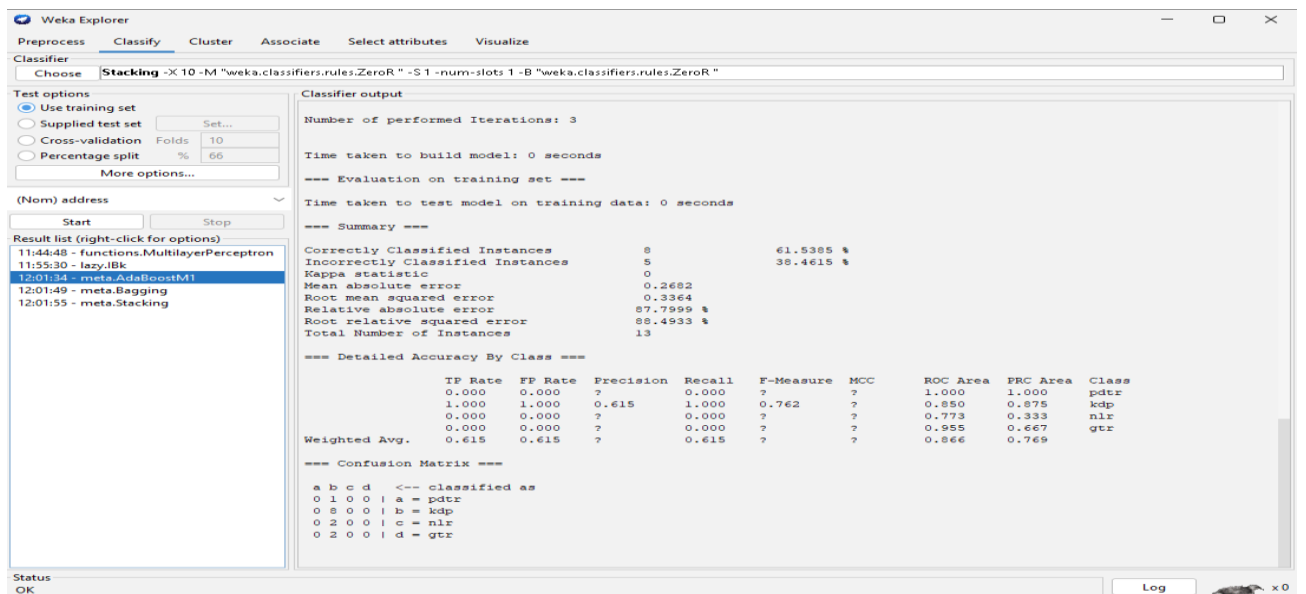 Weka Explorer
Preprocess Classify Cluster Associate Select attributes Visualize
Classifier
Choose Stacking -X 10 -M "weka.classifiers.rules.ZeroR " -S 1 -num-slots 1 -B "weka.classifiers.rules.ZeroR "
Test options
Use training set
Supplied test set Set...
Cross-validation Folds 10
Percentage split % 66
More options...
(Nom) address
Start Stop
Result list (right-click for options)
11:44:48 - functions.MultilayerPerceptron
11:55:30 - lazy.IBk
12:01:34 - meta.AdaBoostM1
12:01:49 - meta.Bagging
12:01:55 - meta.Stacking
Classifier output
Number of performed Iterations: 3
Time taken to build model: 0 seconds
=== Evaluation on training set ===
Time taken to test model on training data: 0 seconds
=== Summary ===
Correctly Classified Instances 8 61.5385 %
Incorrectly Classified Instances 5 38.4615 %
Kappa statistic 0
Mean absolute error 0.2682
Root mean squared error 0.3364
Relative absolute error 87.7999 %
Root relative squared error 88.4933 %
Total Number of Instances 13
=== Detailed Accuracy By Class ===
TP Rate FP Rate Precision Recall F-Measure MCC ROC Area PRC Area Class
0.000 0.000 ? 0.000 ? ? 1.000 1.000 pdtr
1.000 1.000 0.615 1.000 0.762 ? 0.850 0.875 kdp
0.000 0.000 ? 0.000 ? ? 0.773 0.333 nlr
0.000 0.000 ? 0.000 ? ? 0.955 0.667 gtr
Weighted Avg. 0.615 0.615 ? 0.615 ? ? 0.866 0.769
=== Confusion Matrix ===
a b c d <-- classified as
0 1 0 0 | a = pdtr
0 8 0 0 | b = kdp
0 2 0 0 | c = nlr
0 2 0 0 | d = gtr
Status
OK
Log x 0